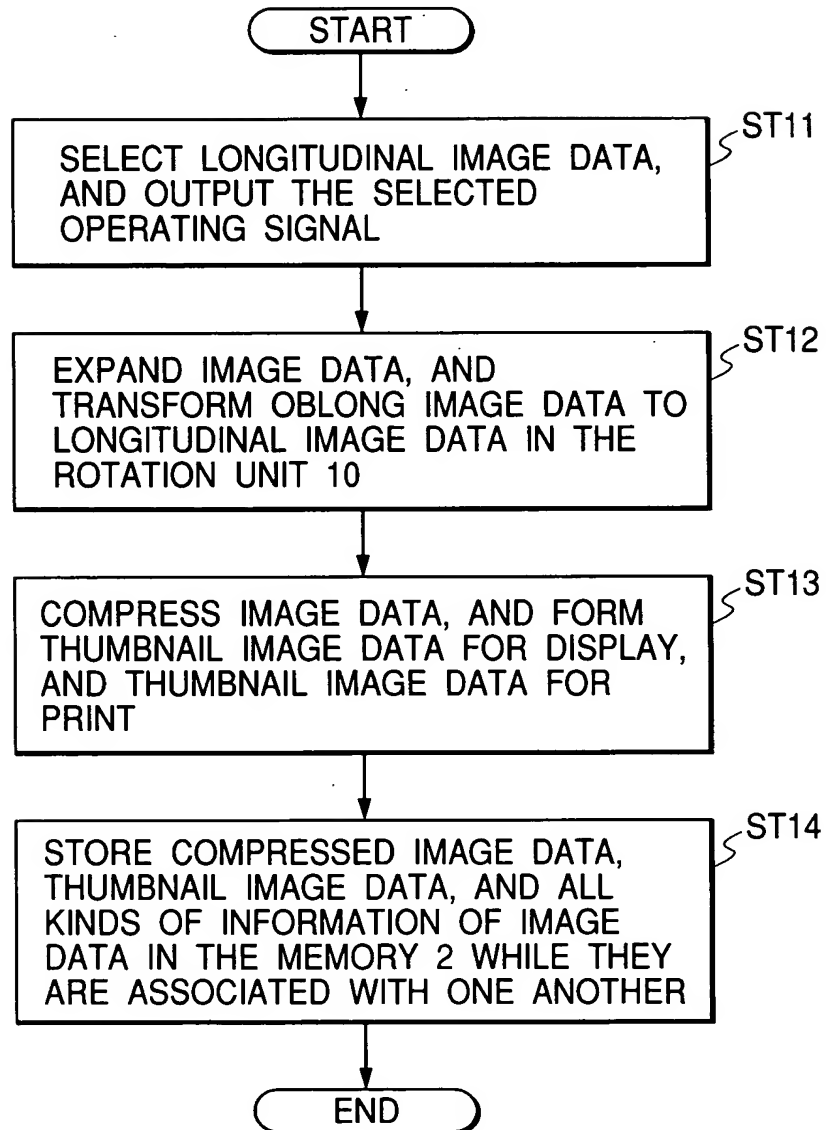 START
ST11
SELECT LONGITUDINAL IMAGE DATA,
AND OUTPUT THE SELECTED
OPERATING SIGNAL
ST12
EXPAND IMAGE DATA, AND
TRANSFORM OBLONG IMAGE DATA TO
LONGITUDINAL IMAGE DATA IN THE
ROTATION UNIT 10
ST13
COMPRESS IMAGE DATA, AND FORM
THUMBNAIL IMAGE DATA FOR DISPLAY,
AND THUMBNAIL IMAGE DATA FOR
PRINT
ST14
STORE COMPRESSED IMAGE DATA,
THUMBNAIL IMAGE DATA, AND ALL
KINDS OF INFORMATION OF IMAGE
DATA IN THE MEMORY 2 WHILE THEY
ARE ASSOCIATED WITH ONE ANOTHER
END